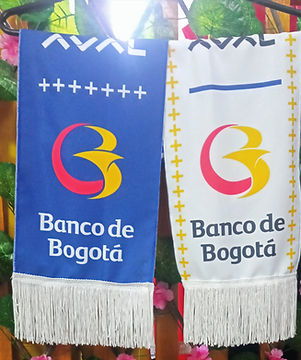 AVAL
+++++++
Banco de
Bogotá
AVAL
Banco de
Bogotá